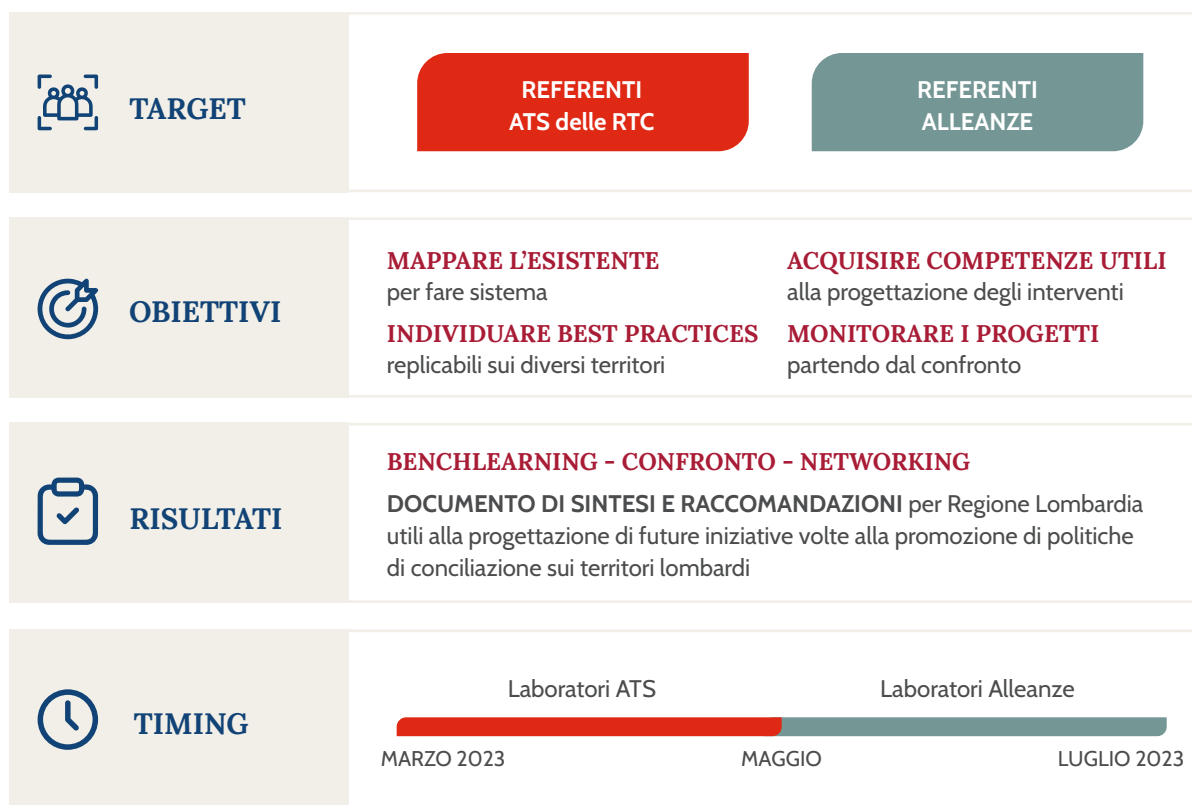 TARGET
REFERENTI
ATS delle RTC
REFERENTI
ALLEANZE
OBIETTIVI
MAPPARE L’ESISTENTE
per fare sistema
INDIVIDUARE BEST PRACTICES
replicabili sui diversi territori
ACQUISIRE COMPETENZE UTILI
alla progettazione degli interventi
MONITORARE I PROGETTI
partendo dal confronto
RISULTATI
BENCHLEARNING - CONFRONTO - NETWORKING
DOCUMENTO DI SINTESI E RACCOMANDAZIONI per Regione Lombardia
utili alla progettazione di future iniziative volte alla promozione di politiche
di conciliazione sui territori lombardi
TIMING
Laboratori ATS
Laboratori Alleanze
MARZO 2023
MAGGIO
LUGLIO 2023